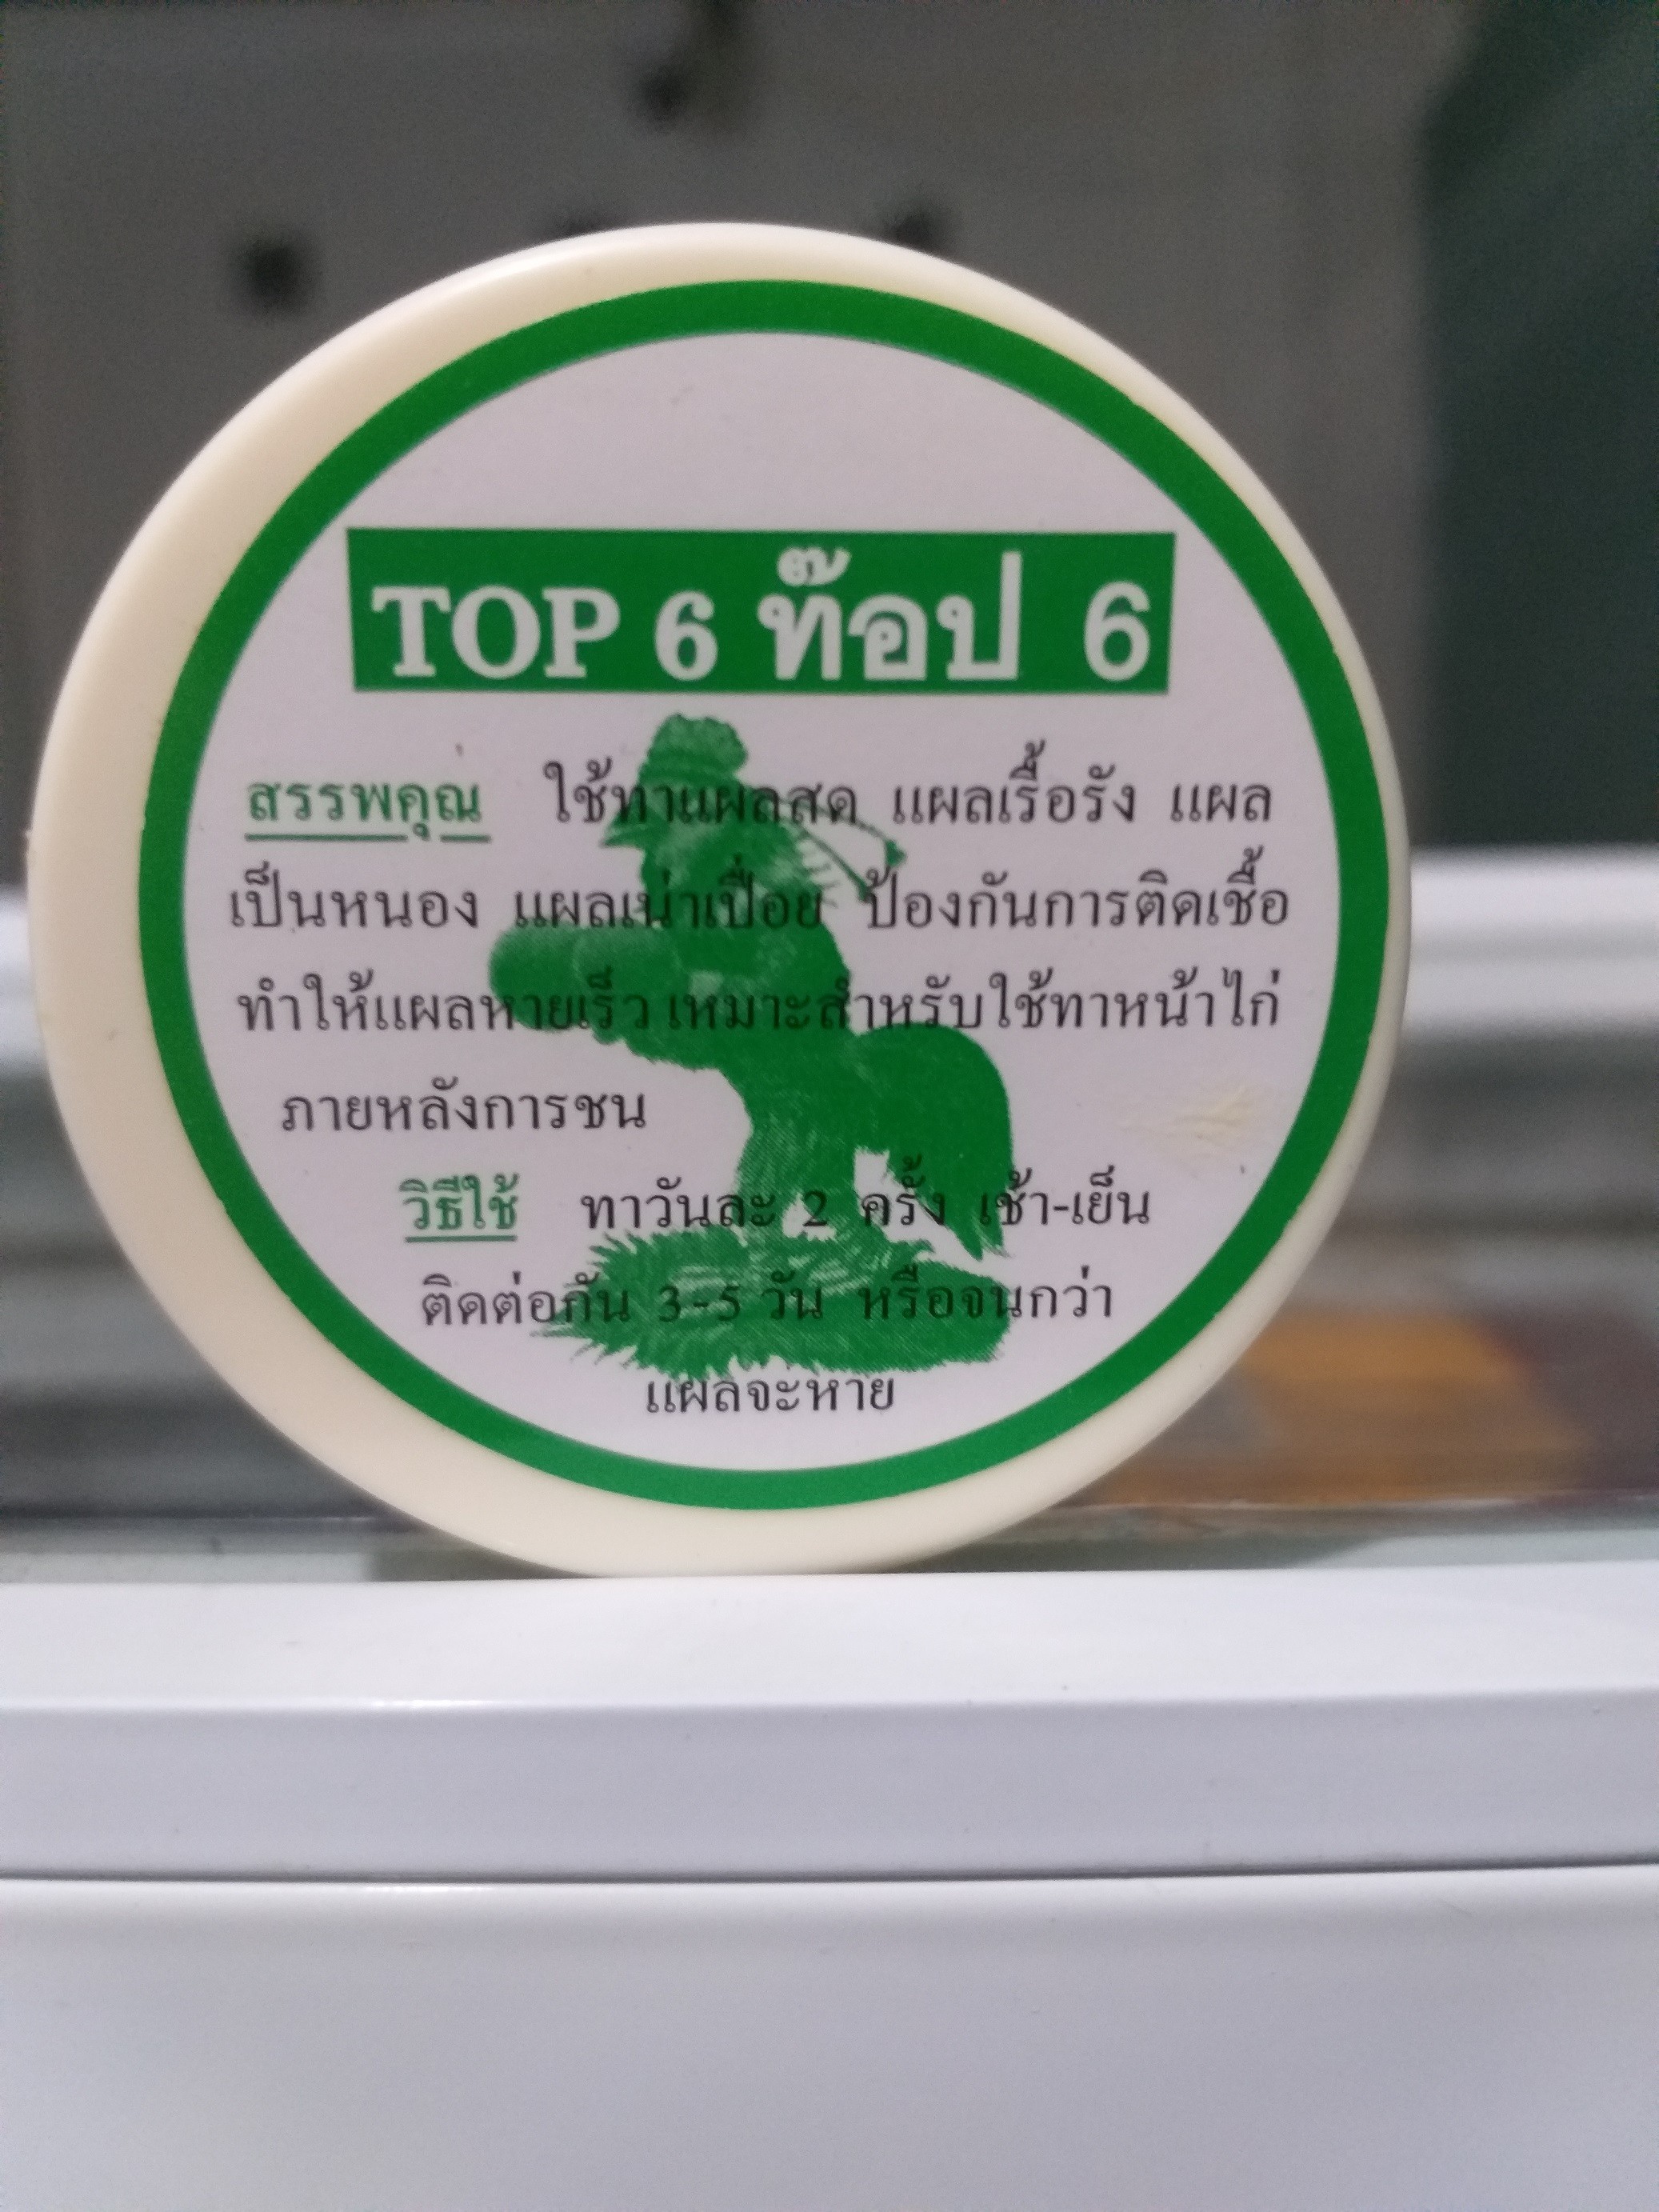 TOP 6 ท๊อป 6
สรรพคุณ ใช้ทาแผลสด แผลเรื้อรัง แผล
เป็นหนอง แผลเน่าเปื่อย ป้องกันการติดเชื้อ
ทำให้แผลหายเร็ว เหมาะสำหรับใช้ทาหน้าไก่
ภายหลังการชน
วิธีใช้ ทาวันละ 2 ครั้ง เช้า-เย็น
ติดต่อกัน 3-5 วัน หรือจนกว่า
แผลจะหาย